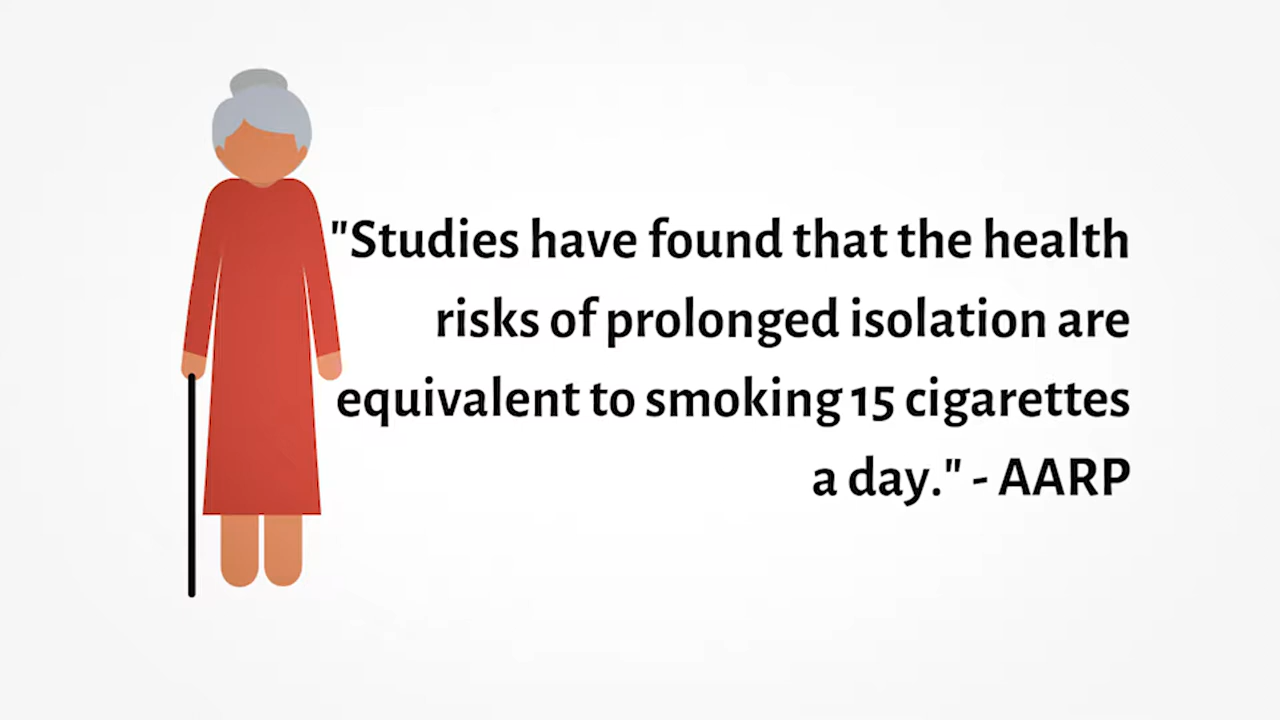 "Studies have found that the health
risks of prolonged isolation are
equivalent to smoking 15 cigarettes
a day." - AARP